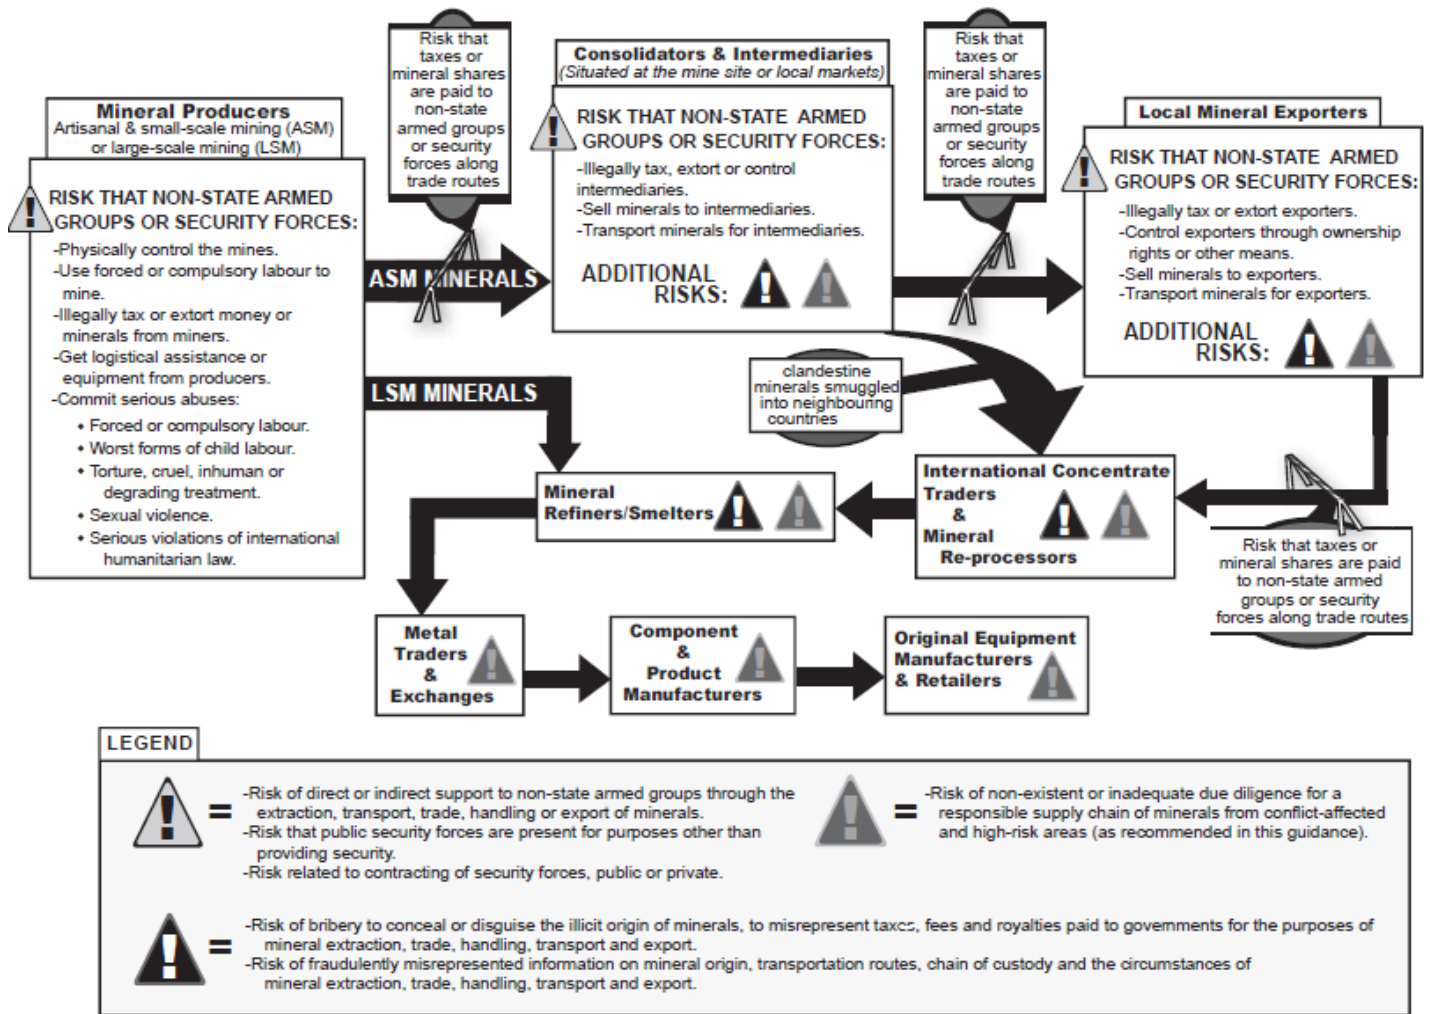 Risk that
taxes or
mineral shares
are paid to
non-state
armed groups
or security
forces along
trade routes
Consolidators & Intermediaries
(Situated at the mine site or local markets)
RISK THAT NON-STATE ARMED
GROUPS OR SECURITY FORCES:
-Illegally tax, extort or control
intermediaries.
-Sell minerals to intermediaries.
-Transport minerals for intermediaries.
ADDITIONAL
RISKS:
Risk that
taxes or
mineral shares
are paid to
non-state
armed groups
or security
forces along
trade routes
Mineral Producers
Artisanal & small-scale mining (ASM)
or large-scale mining (LSM)
RISK THAT NON-STATE ARMED
GROUPS OR SECURITY FORCES:
-Physically control the mines.
-Use forced or compulsory labour to
mine.
-Illegally tax or extort money or
minerals from miners.
-Get logistical assistance or
equipment from producers.
-Commit serious abuses:
• Forced or compulsory labour.
• Worst forms of child labour.
• Torture, cruel, inhuman or
degrading treatment.
• Sexual violence.
• Serious violations of international
humanitarian law.
ASM MINERALS
LSM MINERALS
Local Mineral Exporters
RISK THAT NON-STATE ARMED
GROUPS OR SECURITY FORCES:
-Illegally tax or extort exporters.
-Control exporters through ownership
rights or other means.
-Sell minerals to exporters.
-Transport minerals for exporters.
ADDITIONAL
RISKS:
clandestine
minerals smuggled
into neighbouring
countries
Mineral
Refiners/Smelters
International Concentrate
Traders
&
Mineral
Re-processors
Risk that taxes or
mineral shares are paid
to non-state armed
groups or security
forces along trade routes
Metal
Traders
&
Exchanges
Component
&
Product
Manufacturers
Original Equipment
Manufacturers
& Retailers
LEGEND
= -Risk of direct or indirect support to non-state armed groups through the
extraction, transport, trade, handling or export of minerals.
-Risk that public security forces are present for purposes other than
providing security.
-Risk related to contracting of security forces, public or private.
= -Risk of non-existent or inadequate due diligence for a
responsible supply chain of minerals from conflict-affected
and high-risk areas (as recommended in this guidance).
= -Risk of bribery to conceal or disguise the illicit origin of minerals, to misrepresent taxes, fees and royalties paid to governments for the purposes of
mineral extraction, trade, handling, transport and export.
-Risk of fraudulently misrepresented information on mineral origin, transportation routes, chain of custody and the circumstances of
mineral extraction, trade, handling, transport and export.